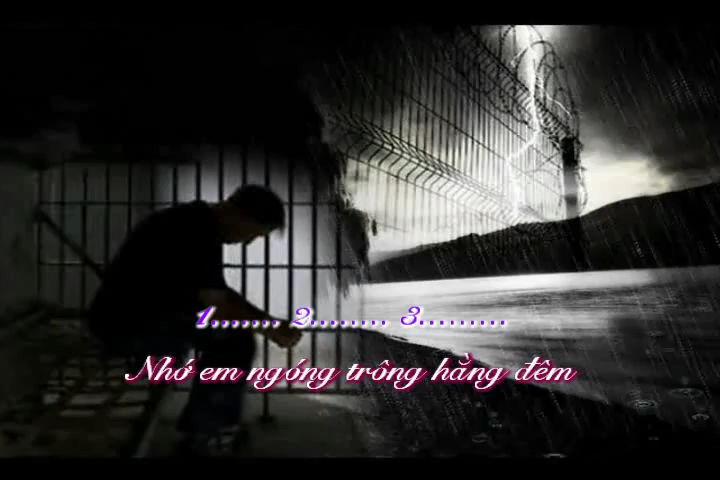 1....... 2........ 3.........
Nhớ em ngóng trông hằng đêm